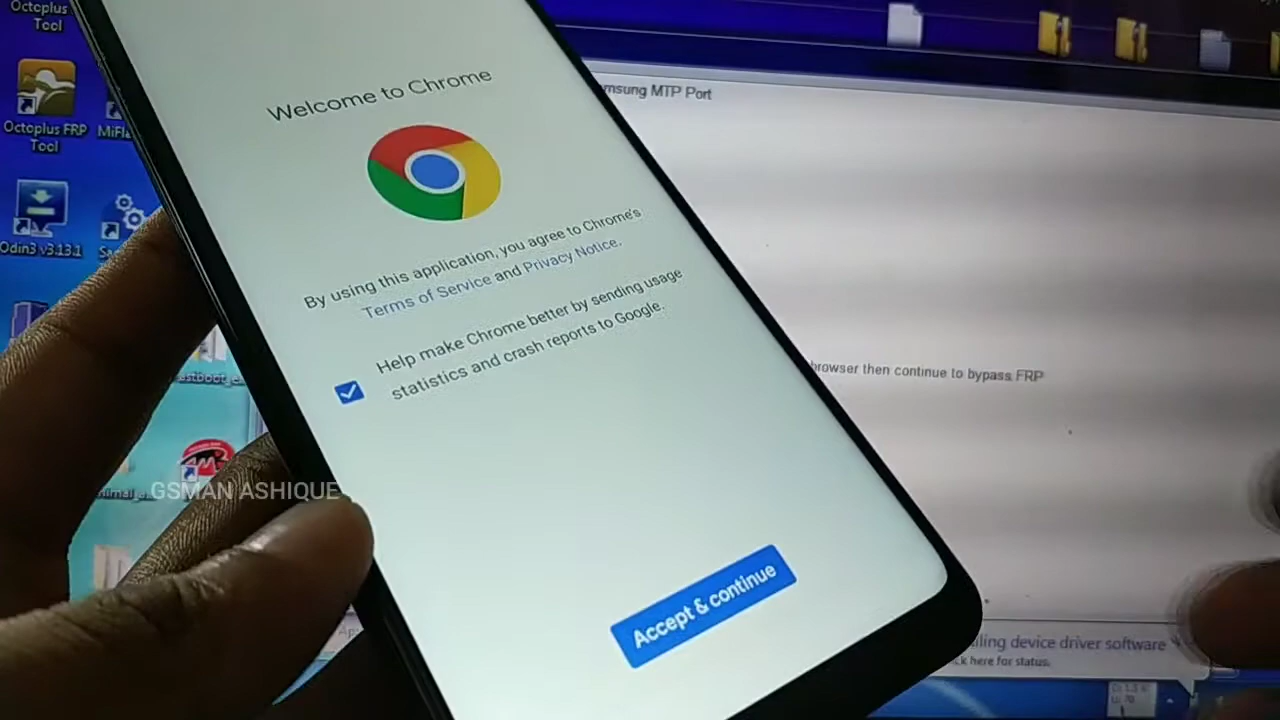 Octoplus
Tool
Octoplus FRP
Tool
Odin3 v3.13.1
Welcome to Chrome
By using this application, you agree to Chrome's
Terms of Service and Privacy Notice.
Help make Chrome better by sending usage
statistics and crash reports to Google.
Accept & continue
GSMAN ASHIQUE
msung MTP Port
browser then continue to bypass FRP
lling device driver software
ck here for status.